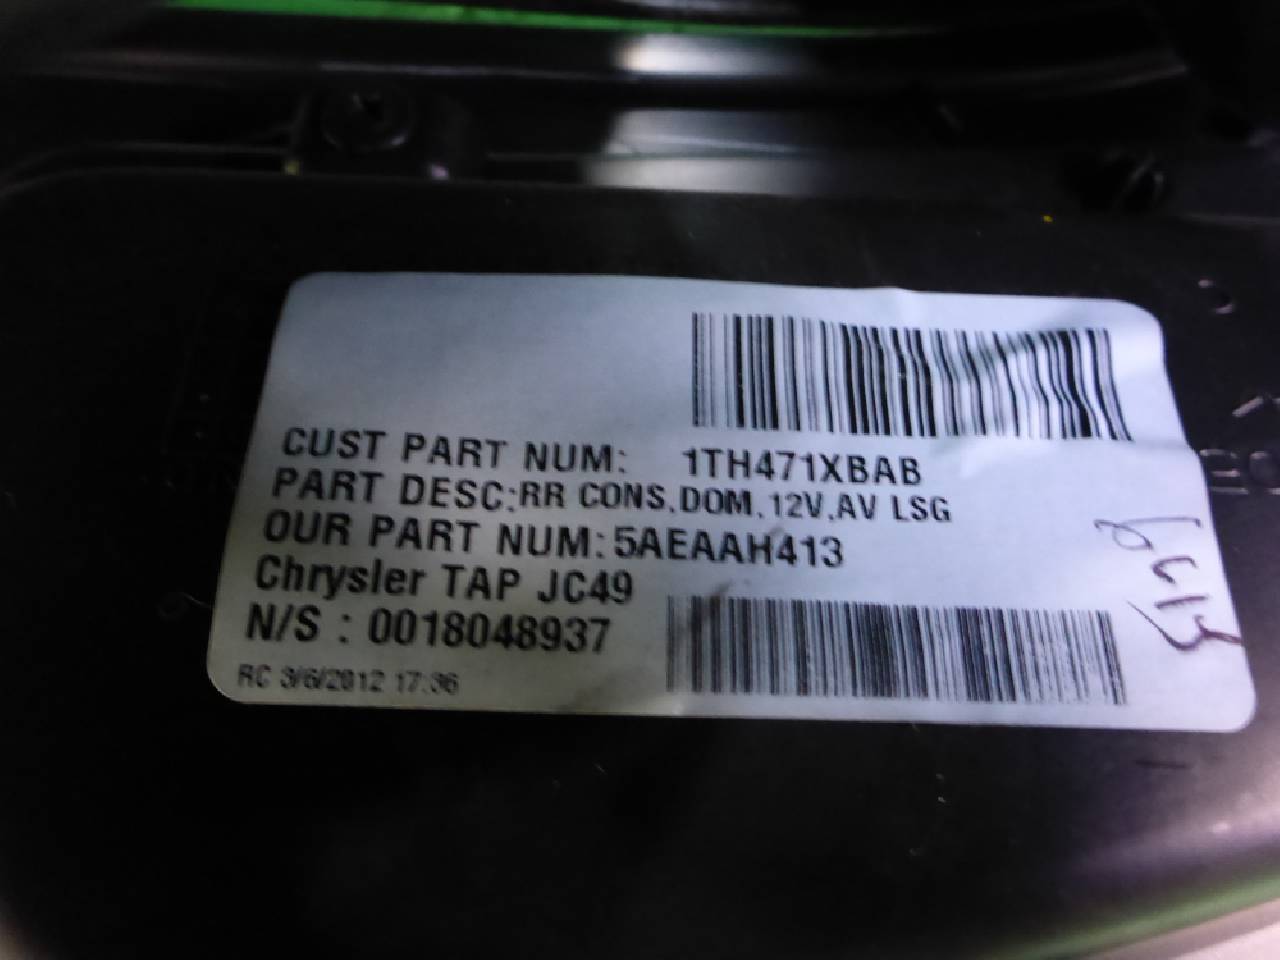 CUST PART NUM: 1TH471XBAB
PART DESC:RR CONS,DOM,12V,AV LSG
OUR PART NUM:5AEAAH413
Chrysler TAP JC49
N/S : 0018048937
RC 3/6/2012 17:36